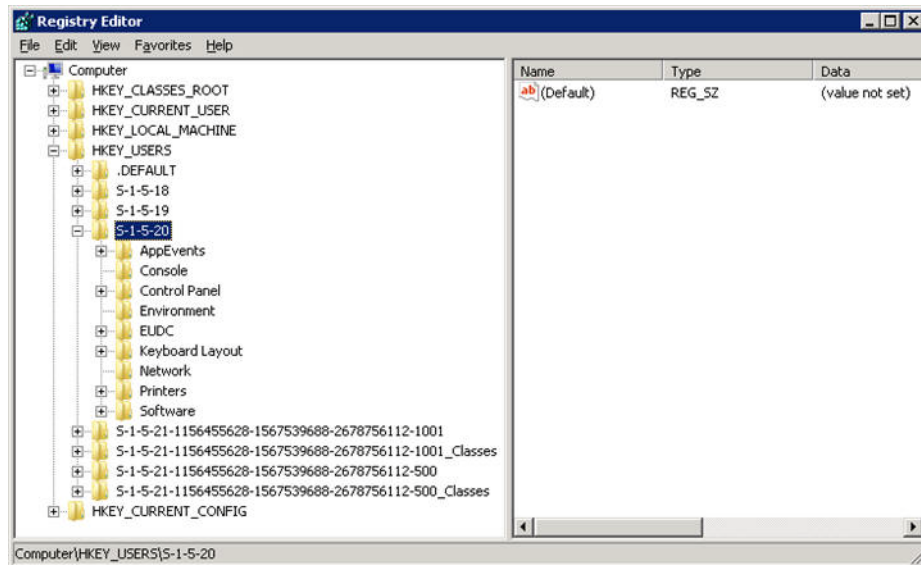 Registry Editor
File Edit View Favorites Help
Computer
HKEY_CLASSES_ROOT
HKEY_CURRENT_USER
HKEY_LOCAL_MACHINE
HKEY_USERS
.DEFAULT
S-1-5-18
S-1-5-19
S-1-5-20
AppEvents
Console
Control Panel
Environment
EUDC
Keyboard Layout
Network
Printers
Software
S-1-5-21-1156455628-1567539688-2678756112-1001
S-1-5-21-1156455628-1567539688-2678756112-1001_Classes
S-1-5-21-1156455628-1567539688-2678756112-500
S-1-5-21-1156455628-1567539688-2678756112-500_Classes
HKEY_CURRENT_CONFIG
Name Type Data
ab (Default) REG_SZ (value not set)
Computer\HKEY_USERS\S-1-5-20